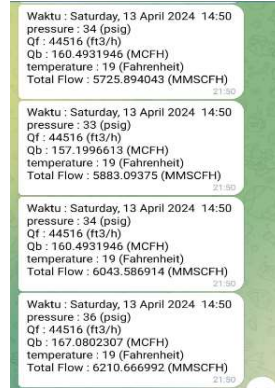 Waktu : Saturday, 13 April 2024 14:50
pressure : 34 (psig)
Qf : 44516 (ft3/h)
Qb : 160.4931946 (MCFH)
temperature : 19 (Fahrenheit)
Total Flow : 5725.894043 (MMSCFH)
21:50
Waktu : Saturday, 13 April 2024 14:50
pressure : 33 (psig)
Qf : 44516 (ft3/h)
Qb : 157.1996613 (MCFH)
temperature : 19 (Fahrenheit)
Total Flow : 5883.09375 (MMSCFH)
21:50
Waktu : Saturday, 13 April 2024 14:50
pressure : 34 (psig)
Qf : 44516 (ft3/h)
Qb : 160.4931946 (MCFH)
temperature : 19 (Fahrenheit)
Total Flow : 6043.586914 (MMSCFH)
21:50
Waktu : Saturday, 13 April 2024 14:50
pressure : 36 (psig)
Qf : 44516 (ft3/h)
Qb : 167.0802307 (MCFH)
temperature : 19 (Fahrenheit)
Total Flow : 6210.666992 (MMSCFH)
21:50